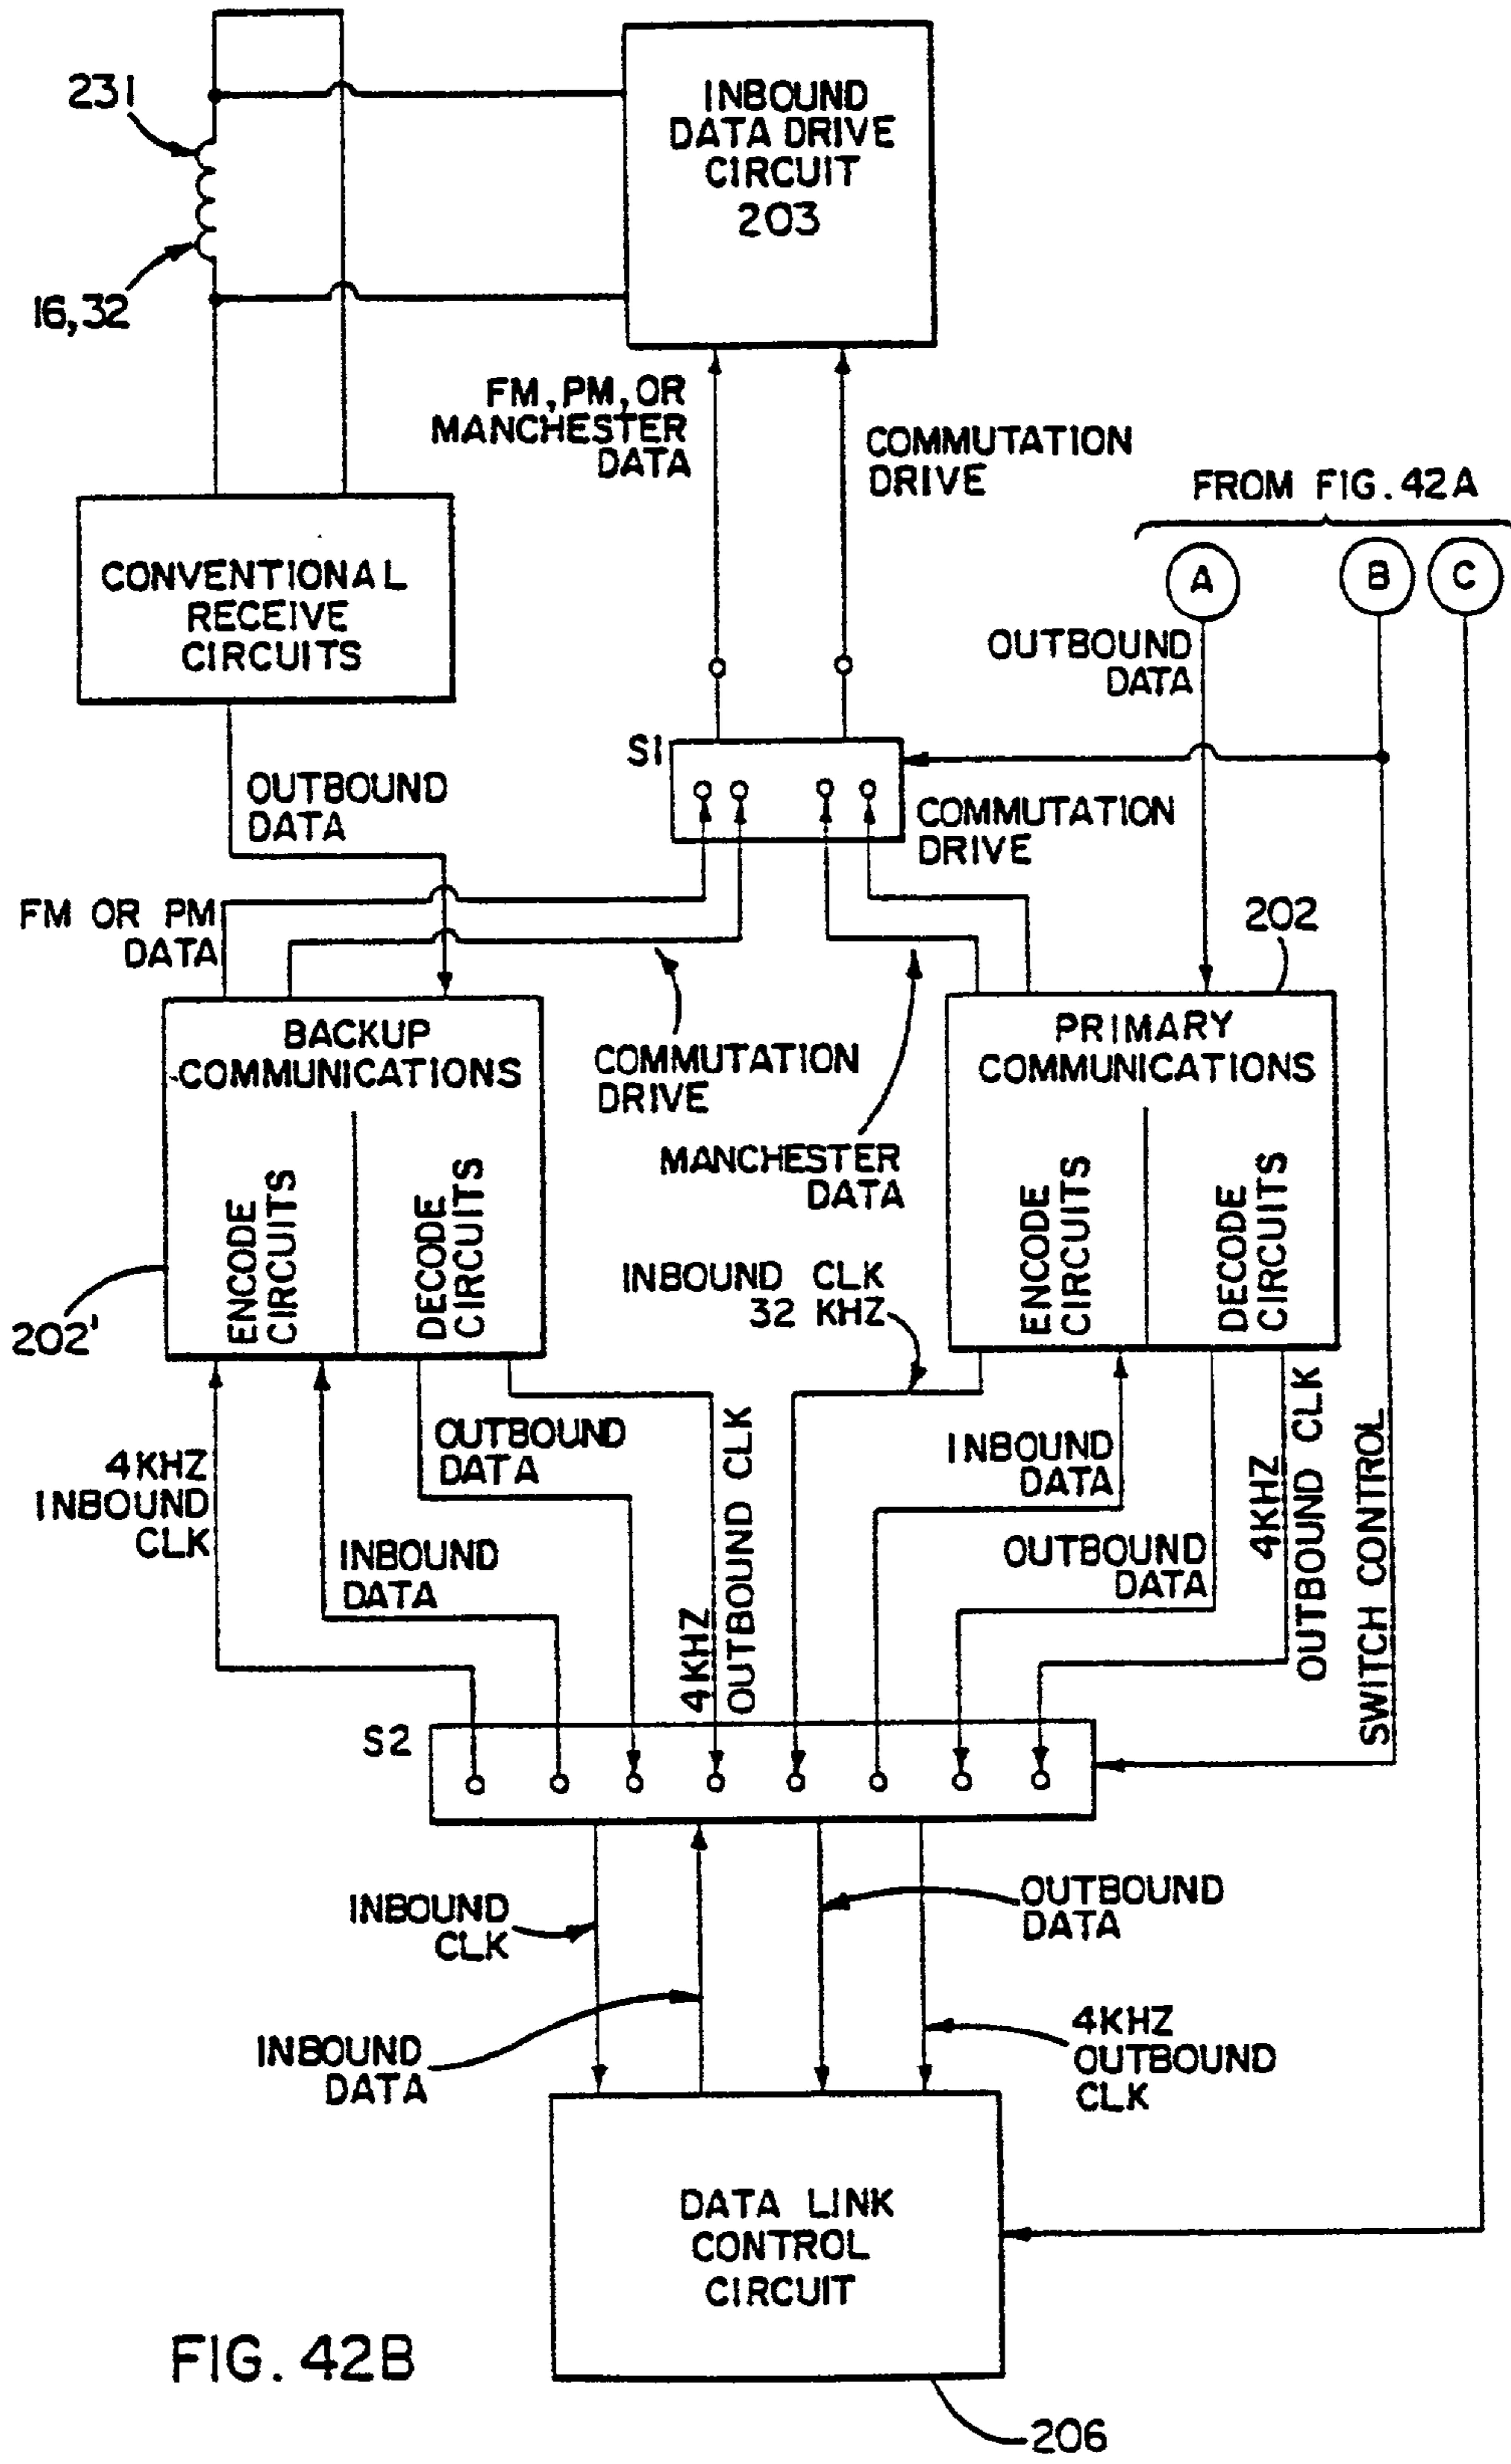 231
16,32
INBOUND
DATA DRIVE
CIRCUIT
203
FM, PM, OR
MANCHESTER
DATA
COMMUTATION
DRIVE
FROM FIG. 42A
A
B
C
CONVENTIONAL
RECEIVE
CIRCUITS
OUTBOUND
DATA
S1
OUTBOUND
DATA
COMMUTATION
DRIVE
FM OR PM
DATA
202
BACKUP
COMMUNICATIONS
ENCODE
CIRCUITS
DECODE
CIRCUITS
COMMUTATION
DRIVE
MANCHESTER
DATA
PRIMARY
COMMUNICATIONS
ENCODE
CIRCUITS
DECODE
CIRCUITS
202'
INBOUND CLK
32 KHZ
4KHZ
INBOUND
CLK
INBOUND
DATA
OUTBOUND
DATA
4KHZ
OUTBOUND CLK
INBOUND
DATA
OUTBOUND
DATA
4KHZ
OUTBOUND CLK
SWITCH CONTROL
S2
INBOUND
CLK
OUTBOUND
DATA
INBOUND
DATA
4KHZ
OUTBOUND
CLK
DATA LINK
CONTROL
CIRCUIT
206
FIG. 42B